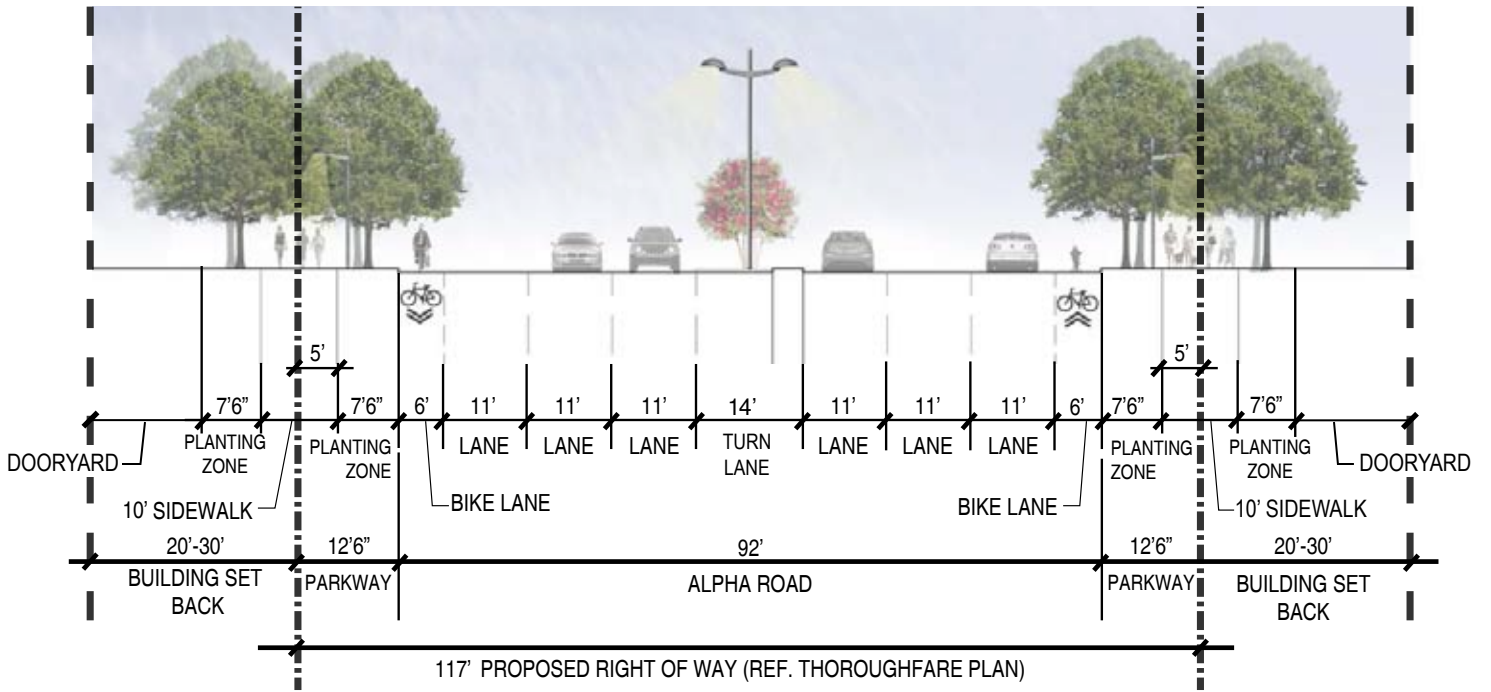 5’
5’
7’6”
7’6”
6’
11’
11’
11’
14’
11’
11’
11’
6’
7’6”
7’6”
PLANTING
ZONE
PLANTING
ZONE
LANE
LANE
LANE
TURN
LANE
LANE
LANE
LANE
PLANTING
ZONE
PLANTING
ZONE
DOORYARD
DOORYARD
10’ SIDEWALK
BIKE LANE
BIKE LANE
10’ SIDEWALK
20’-30’
12’6”
92’
12’6”
20’-30’
BUILDING SET
BACK
PARKWAY
ALPHA ROAD
PARKWAY
BUILDING SET
BACK
117’ PROPOSED RIGHT OF WAY (REF. THOROUGHFARE PLAN)